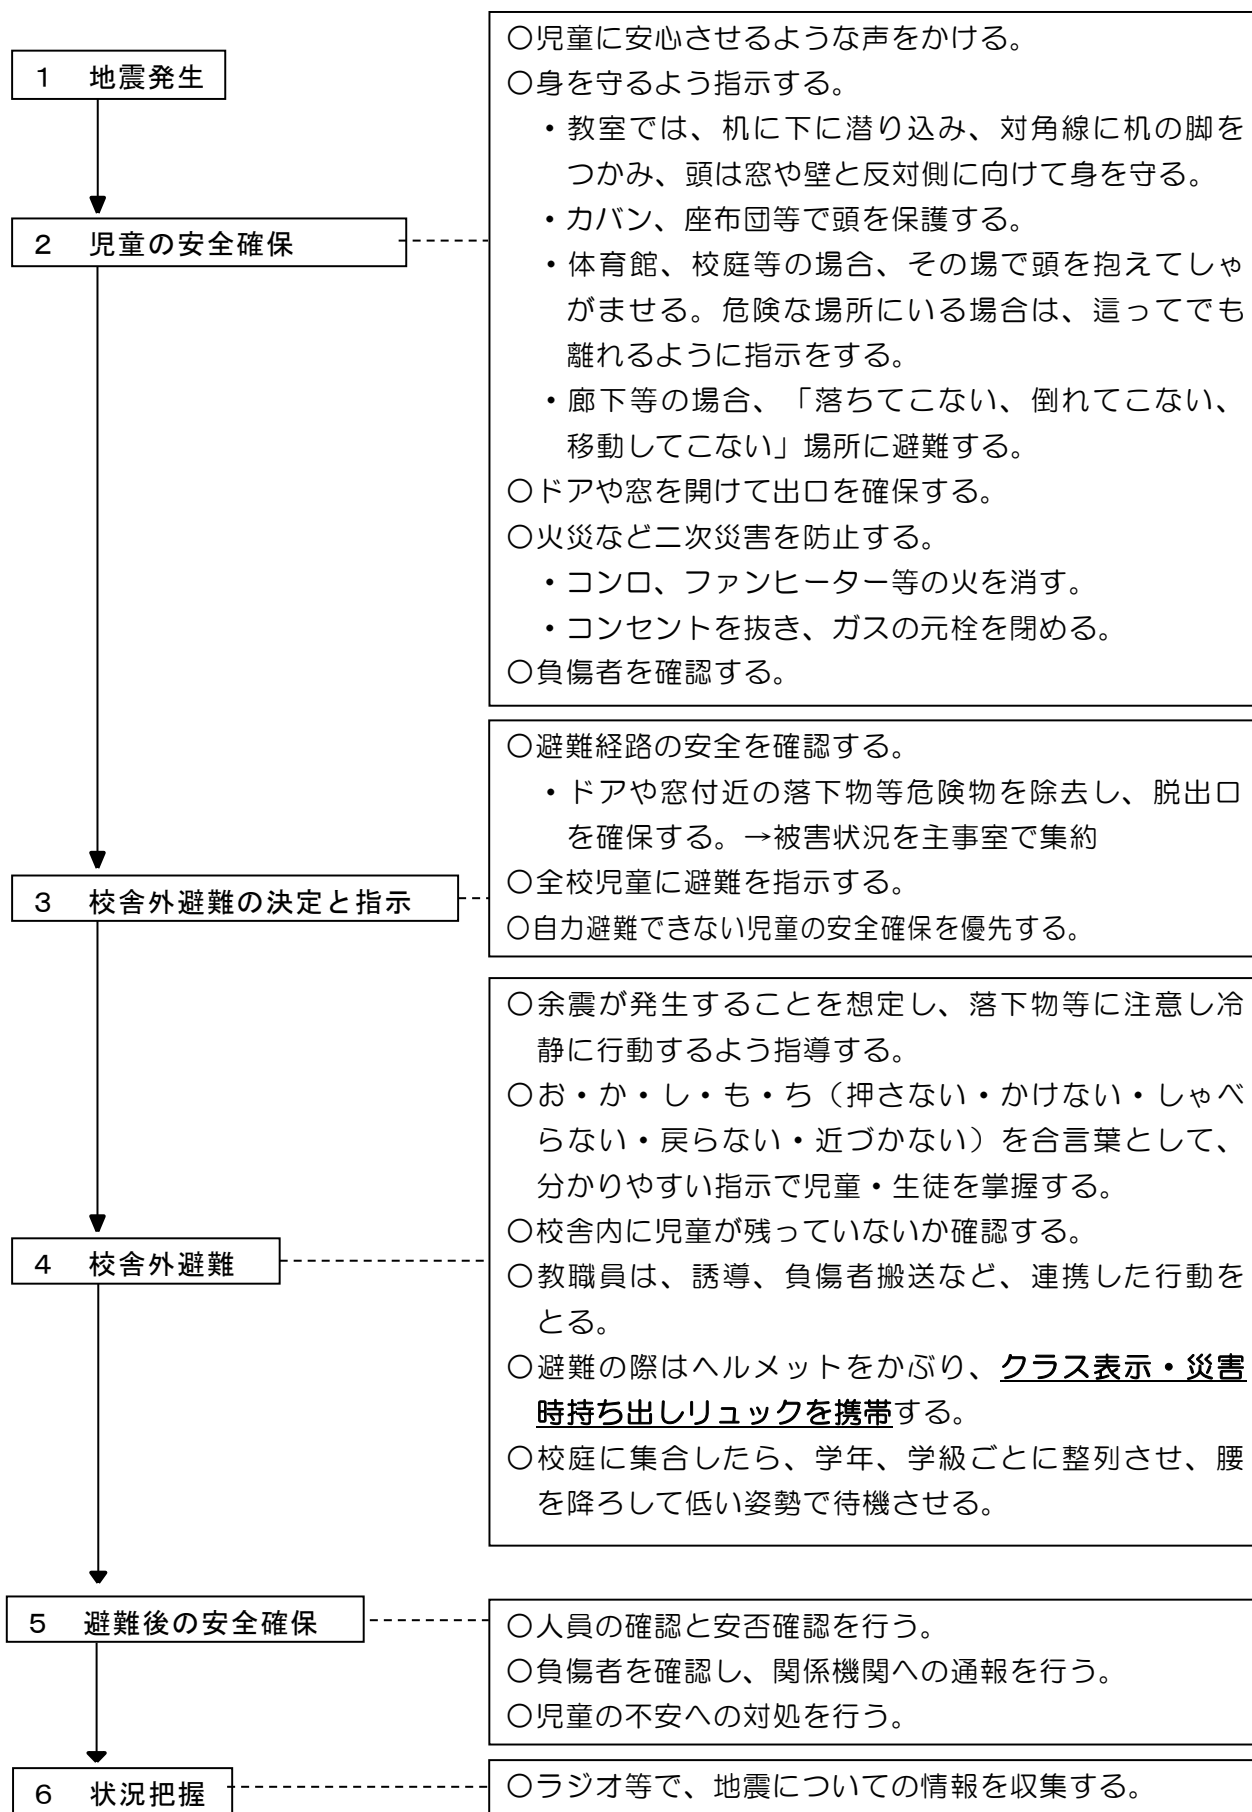 １　地震発生
○児童に安心させるような声をかける。
○身を守るよう指示する。
・教室では、机に下に潜り込み、対角線に机の脚を
つかみ、頭は窓や壁と反対側に向けて身を守る。
・カバン、座布団等で頭を保護する。
・体育館、校庭等の場合、その場で頭を抱えてしゃ
がませる。危険な場所にいる場合は、這ってでも
離れるように指示をする。
・廊下等の場合、「落ちてこない、倒れてこない、
移動してこない」場所に避難する。
○ドアや窓を開けて出口を確保する。
○火災など二次災害を防止する。
・コンロ、ファンヒーター等の火を消す。
・コンセントを抜き、ガスの元栓を閉める。
○負傷者を確認する。
２　児童の安全確保
○避難経路の安全を確認する。
・ドアや窓付近の落下物等危険物を除去し、脱出口
を確保する。→被害状況を主事室で集約
○全校児童に避難を指示する。
○自力避難できない児童の安全確保を優先する。
３　校舎外避難の決定と指示
○余震が発生することを想定し、落下物等に注意し冷
静に行動するよう指導する。
○お・か・し・も・ち（押さない・かけない・しゃべ
らない・戻らない・近づかない）を合言葉として、
分かりやすい指示で児童・生徒を掌握する。
○校舎内に児童が残っていないか確認する。
○教職員は、誘導、負傷者搬送など、連携した行動を
とる。
○避難の際はヘルメットをかぶり、クラス表示・災害
時持ち出しリュックを携帯する。
○校庭に集合したら、学年、学級ごとに整列させ、腰
を降ろして低い姿勢で待機させる。
４　校舎外避難
５　避難後の安全確保
○人員の確認と安否確認を行う。
○負傷者を確認し、関係機関への通報を行う。
○児童の不安への対処を行う。
６　状況把握
○ラジオ等で、地震についての情報を収集する。